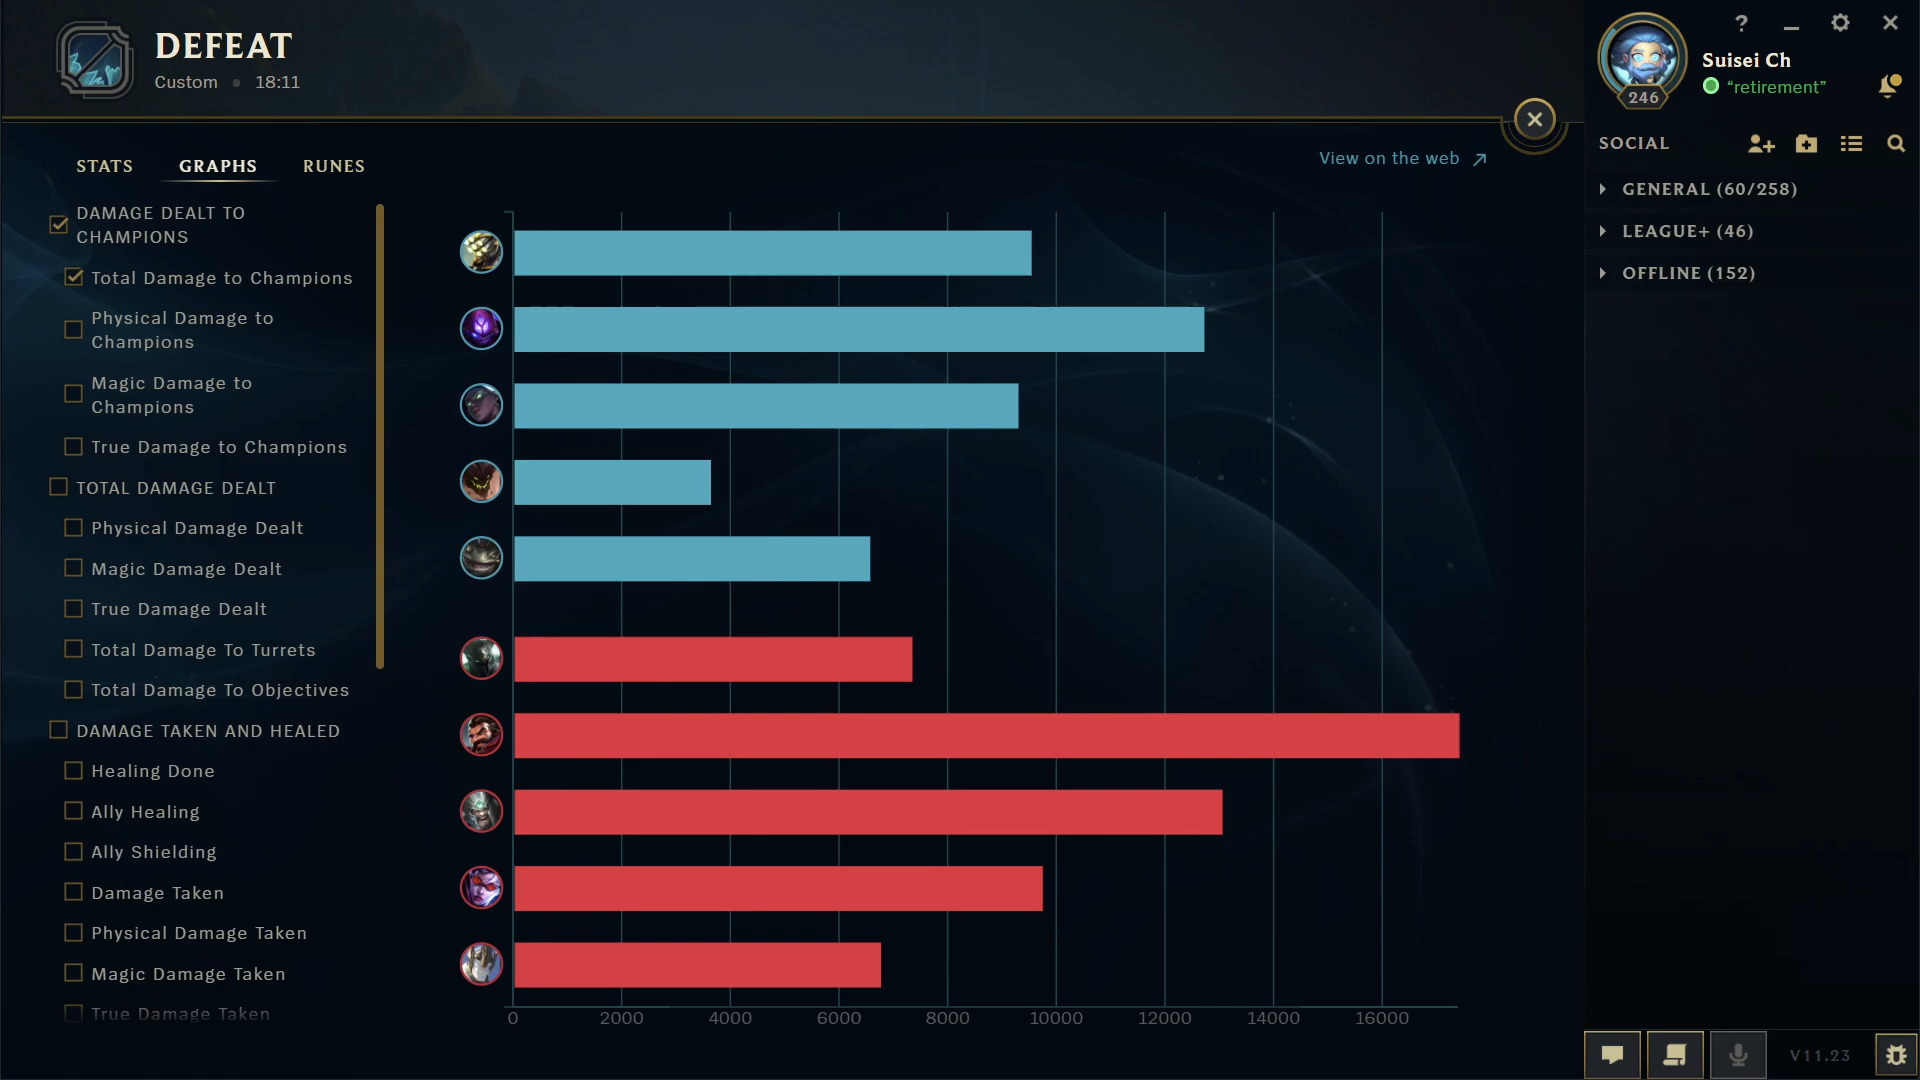 DEFEAT
Custom • 18:11
STATS GRAPHS RUNES
View on the web
DAMAGE DEALT TO
CHAMPIONS
Total Damage to Champions
Physical Damage to
Champions
Magic Damage to
Champions
True Damage to Champions
TOTAL DAMAGE DEALT
Physical Damage Dealt
Magic Damage Dealt
True Damage Dealt
Total Damage To Turrets
Total Damage To Objectives
DAMAGE TAKEN AND HEALED
Healing Done
Ally Healing
Ally Shielding
Damage Taken
Physical Damage Taken
Magic Damage Taken
True Damage Taken
0 2000 4000 6000 8000 10000 12000 14000 16000
?
Suisei Ch
“retirement”
246
SOCIAL
GENERAL (60/258)
LEAGUE+ (46)
OFFLINE (152)
V11.23